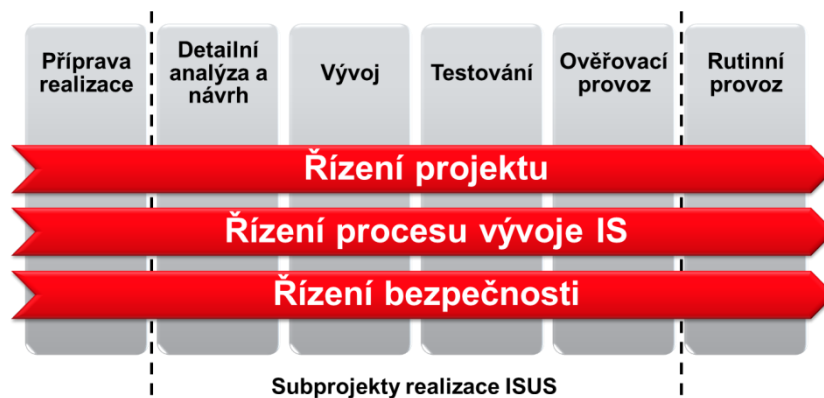 Příprava
realizace
Detailní
analýza a
návrh
Vývoj
Testování
Ověřovací
provoz
Rutinní
provoz
Řízení projektu
Řízení procesu vývoje IS
Řízení bezpečnosti
Subprojekty realizace ISUS